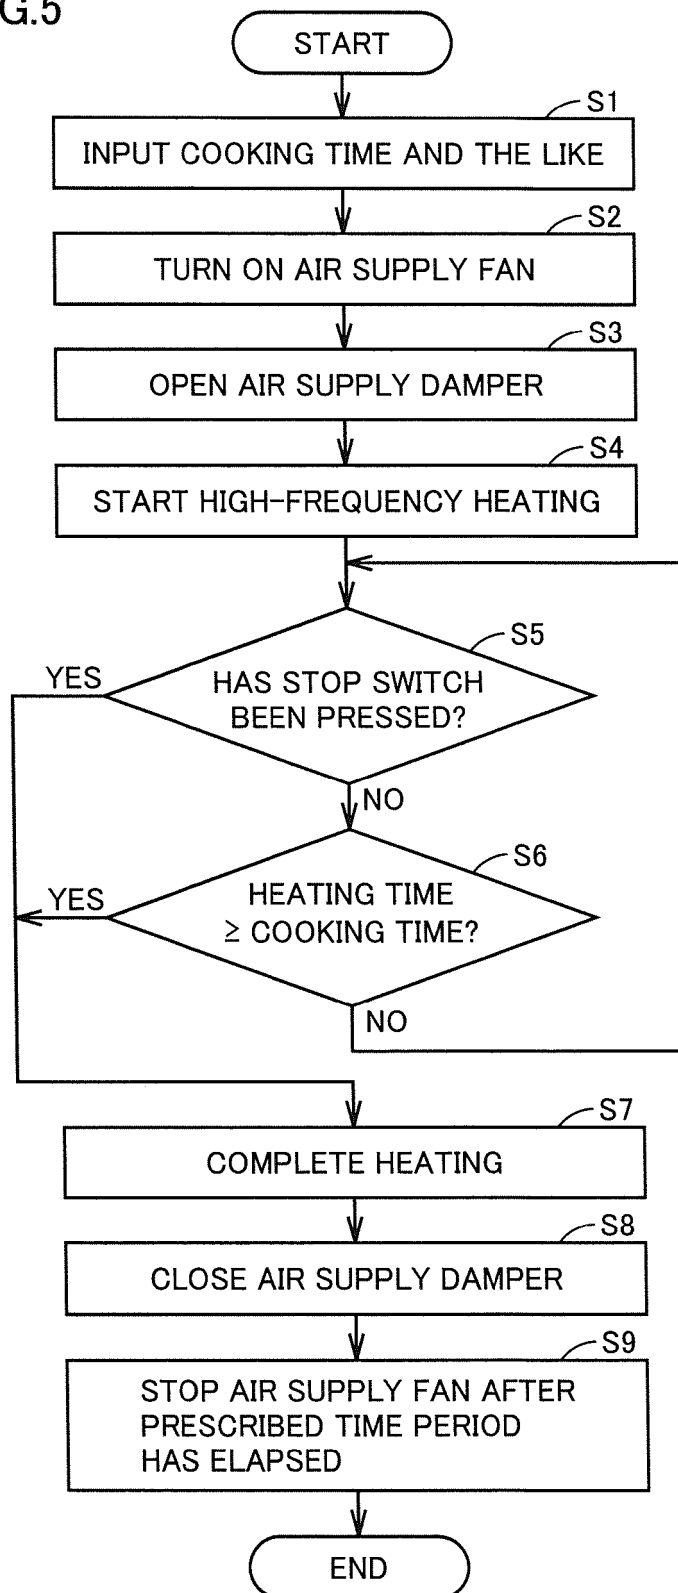 G.5
START
S1
INPUT COOKING TIME AND THE LIKE
S2
TURN ON AIR SUPPLY FAN
S3
OPEN AIR SUPPLY DAMPER
S4
START HIGH-FREQUENCY HEATING
S5
YES
HAS STOP SWITCH
BEEN PRESSED?
NO
S6
YES
HEATING TIME
≥ COOKING TIME?
NO
S7
COMPLETE HEATING
S8
CLOSE AIR SUPPLY DAMPER
S9
STOP AIR SUPPLY FAN AFTER
PRESCRIBED TIME PERIOD
HAS ELAPSED
END